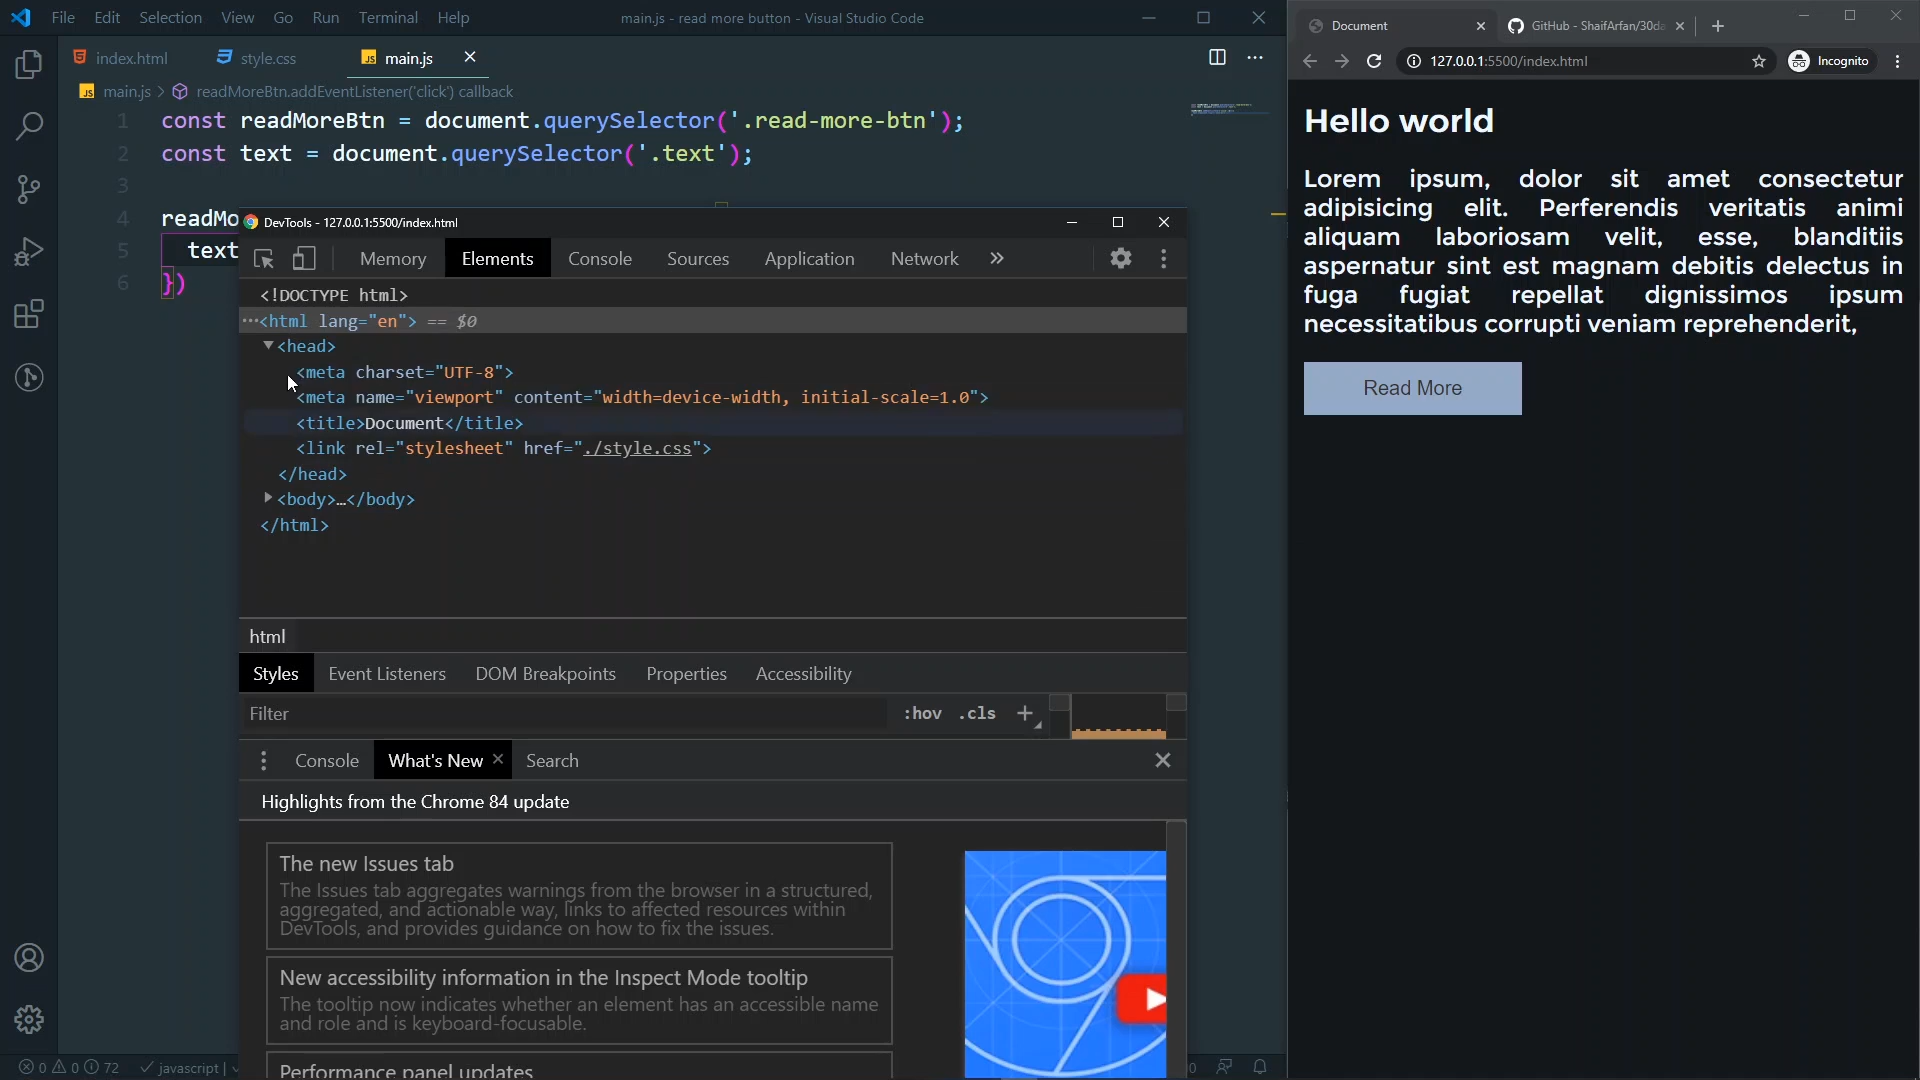 File Edit Selection View Go Run Terminal Help
main.js - read more button - Visual Studio Code
index.html style.css main.js
main.js > readMoreBtn.addEventListener('click') callback
1 const readMoreBtn = document.querySelector('.read-more-btn');
2 const text = document.querySelector('.text');
3
4 readMo
5 text
6 })
DevTools - 127.0.0.1:5500/index.html
Memory Elements Console Sources Application Network »
<!DOCTYPE html>
<html lang="en"> == $0
<head>
<meta charset="UTF-8">
<meta name="viewport" content="width=device-width, initial-scale=1.0">
<title>Document</title>
<link rel="stylesheet" href="./style.css">
</head>
<body>…</body>
</html>
html
Styles Event Listeners DOM Breakpoints Properties Accessibility
Filter :hov .cls +
Console What's New Search
Highlights from the Chrome 84 update
The new Issues tab
The Issues tab aggregates warnings from the browser in a structured,
aggregated, and actionable way, links to affected resources within
DevTools, and provides guidance on how to fix the issues.
New accessibility information in the Inspect Mode tooltip
The tooltip now indicates whether an element has an accessible name
and role and is keyboard-focusable.
Performance panel updates
0 0 72 javascript |
Document GitHub - ShaifArfan/30da
127.0.0.1:5500/index.html Incognito
Hello world
Lorem ipsum, dolor sit amet consectetur
adipisicing elit. Perferendis veritatis animi
aliquam laboriosam velit, esse, blanditiis
aspernatur sint est magnam debitis delectus in
fuga fugiat repellat dignissimos ipsum
necessitatibus corrupti veniam reprehenderit,
Read More